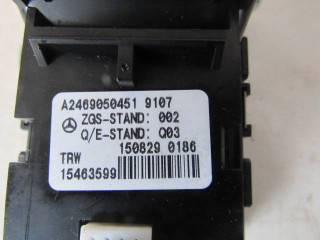 A2469050451 9107
ZGS-STAND: 002
Q/E-STAND: Q03
150829 0186
TRW
15463599